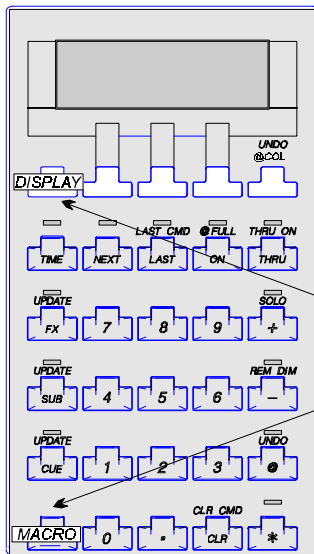 UNDO
@COL
DISPLAY
LAST CMD @FULL THRU ON
TIME NEXT LAST ON THRU
UPDATE SOLO
FX 7 8 9 +
UPDATE REM DIM
SUB 4 5 6 -
UPDATE UNDO
CUE 1 2 3 @
CLR CMD
MACRO 0 . CLR *